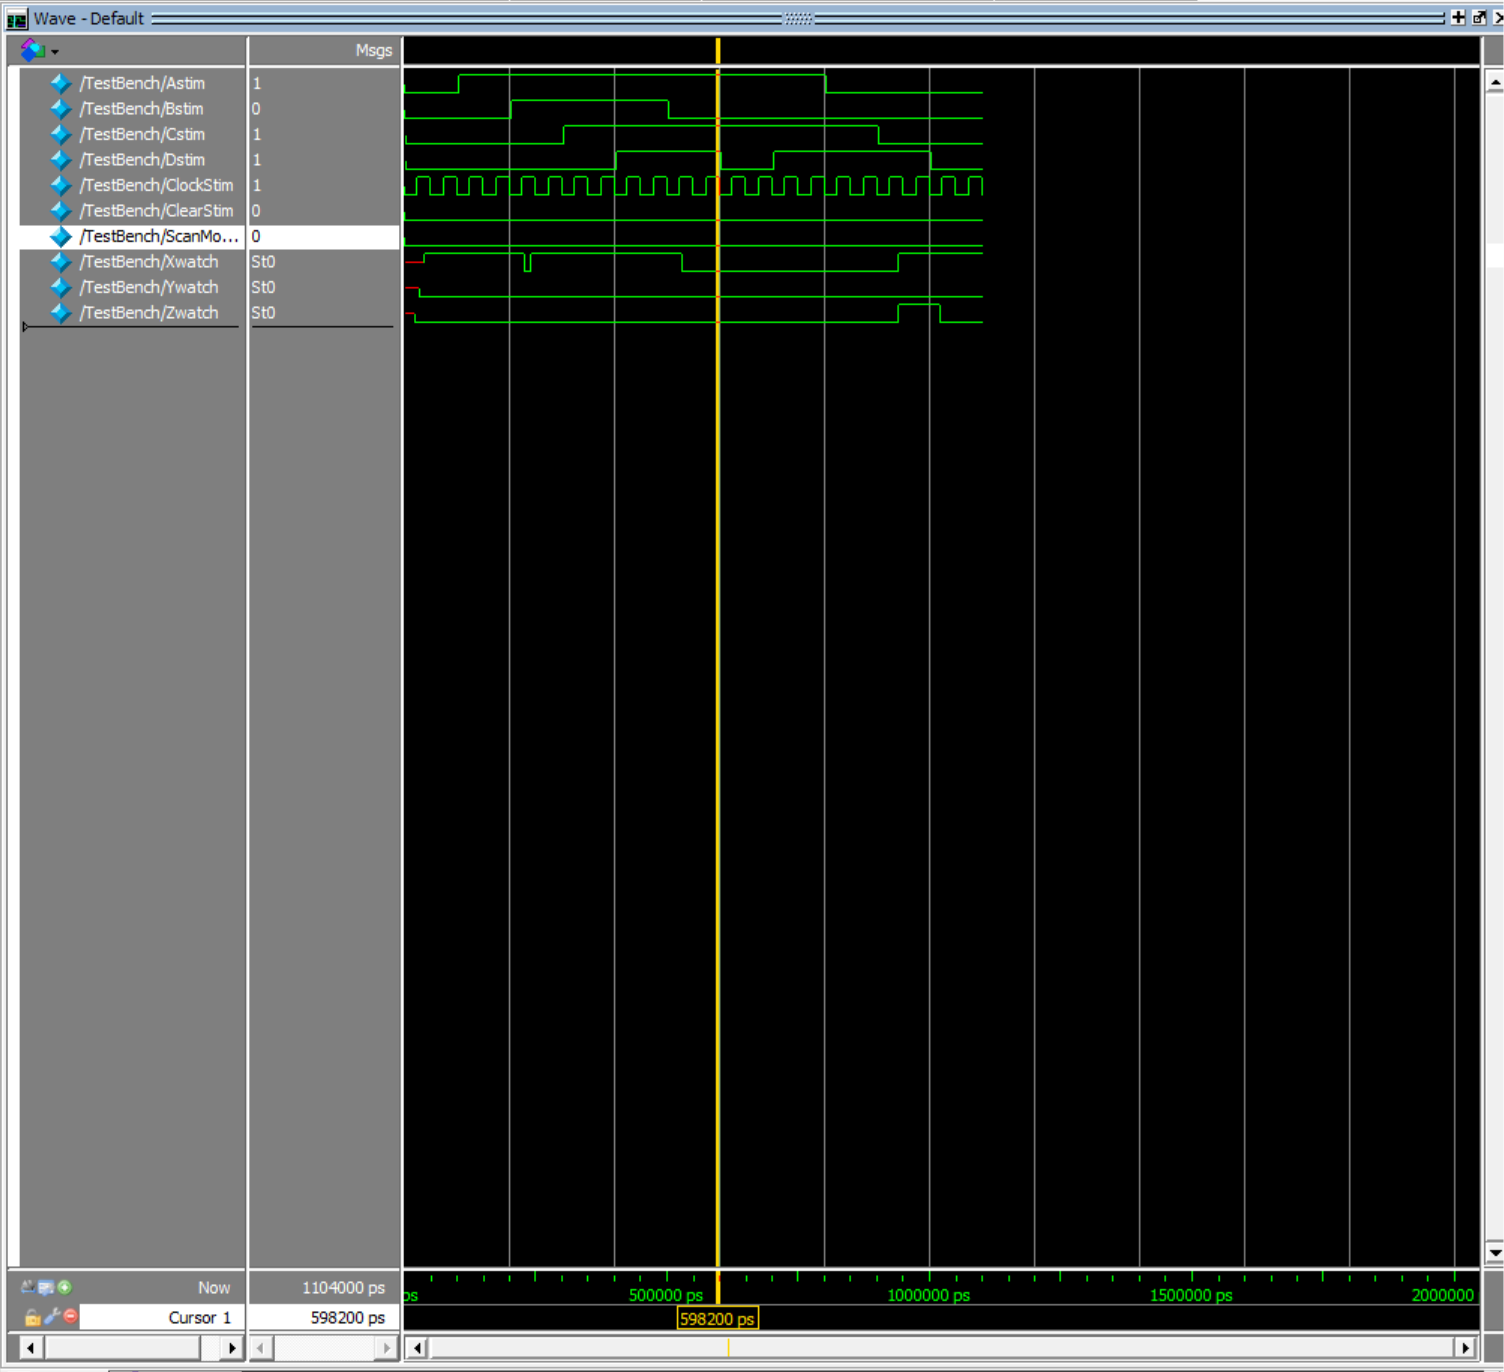 Wave - Default
Msgs
/TestBench/Astim 1
/TestBench/Bstim 0
/TestBench/Cstim 1
/TestBench/Dstim 1
/TestBench/ClockStim 1
/TestBench/ClearStim 0
/TestBench/ScanMo... 0
/TestBench/Xwatch St0
/TestBench/Ywatch St0
/TestBench/Zwatch St0
Now 1104000 ps
ps 500000 ps 1000000 ps 1500000 ps 2000000
Cursor 1 598200 ps 598200 ps